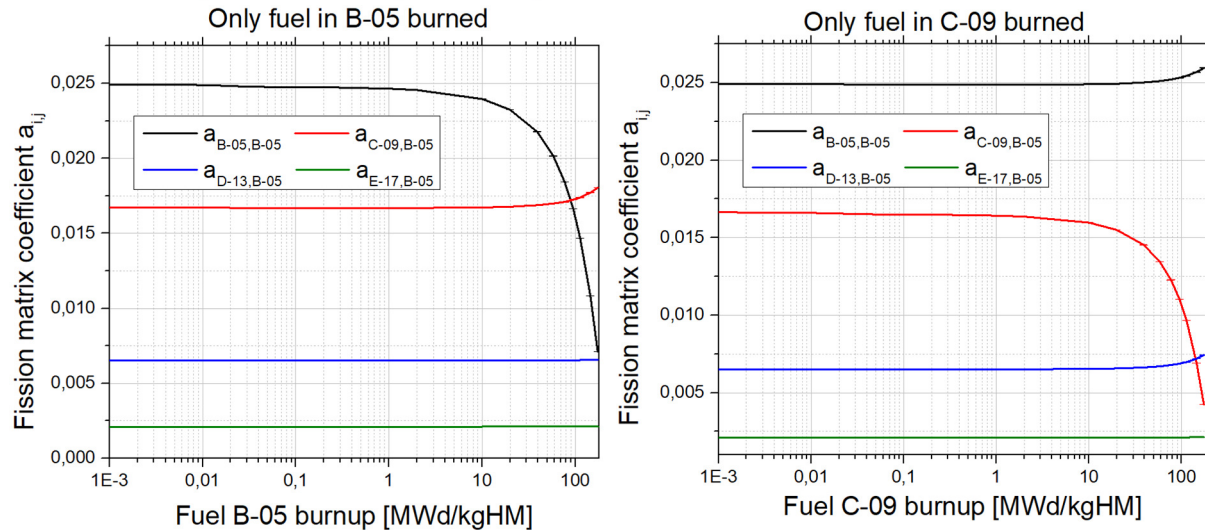 Only fuel in B-05 burned
Fission matrix coefficient a_i,j
0,025
0,020
0,015
0,010
0,005
0,000
a_B-05,B-05
a_C-09,B-05
a_D-13,B-05
a_E-17,B-05
1E-3
0,01
0,1
1
10
100
Fuel B-05 burnup [MWd/kgHM]
Only fuel in C-09 burned
Fission matrix coefficient a_i,j
0,025
0,020
0,015
0,010
0,005
a_B-05,B-05
a_C-09,B-05
a_D-13,B-05
a_E-17,B-05
1E-3
0,01
0,1
1
10
100
Fuel C-09 burnup [MWd/kgHM]